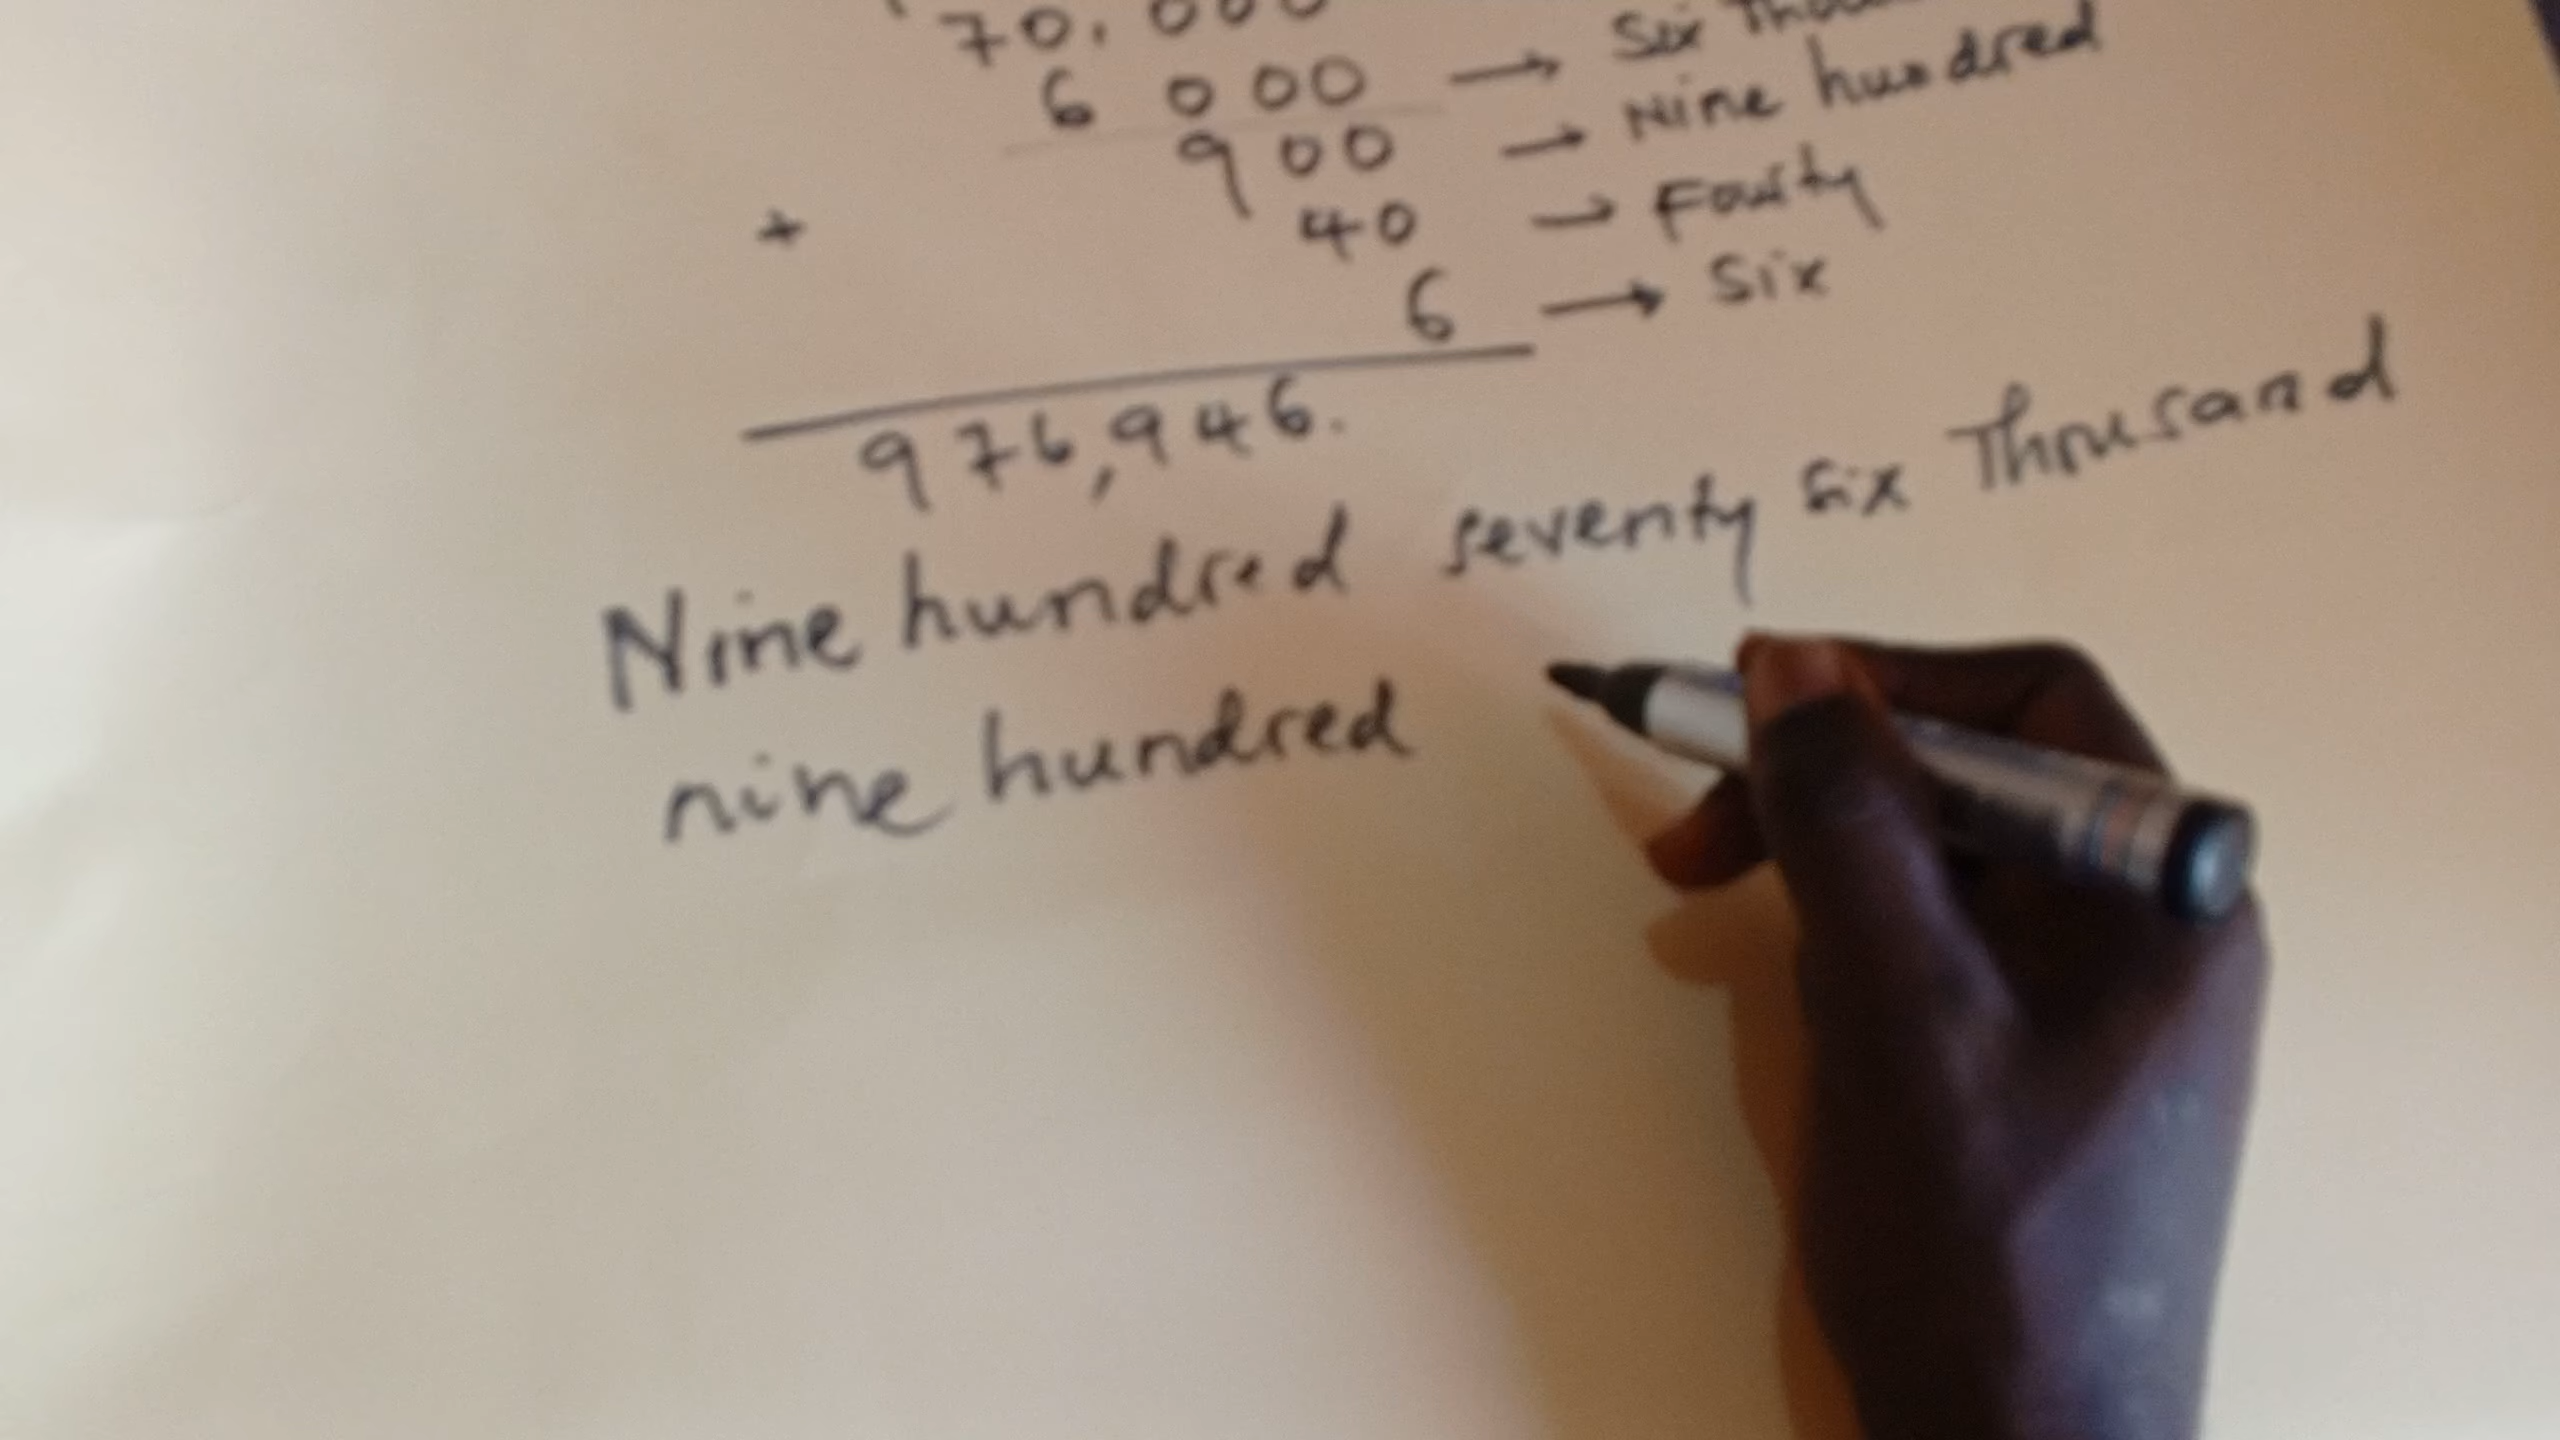 70,000
6 000 → Six
900 → Nine hundred
+ 40 → Fourty
6 → Six
976,946.
Nine hundred seventy six Thousand
nine hundred